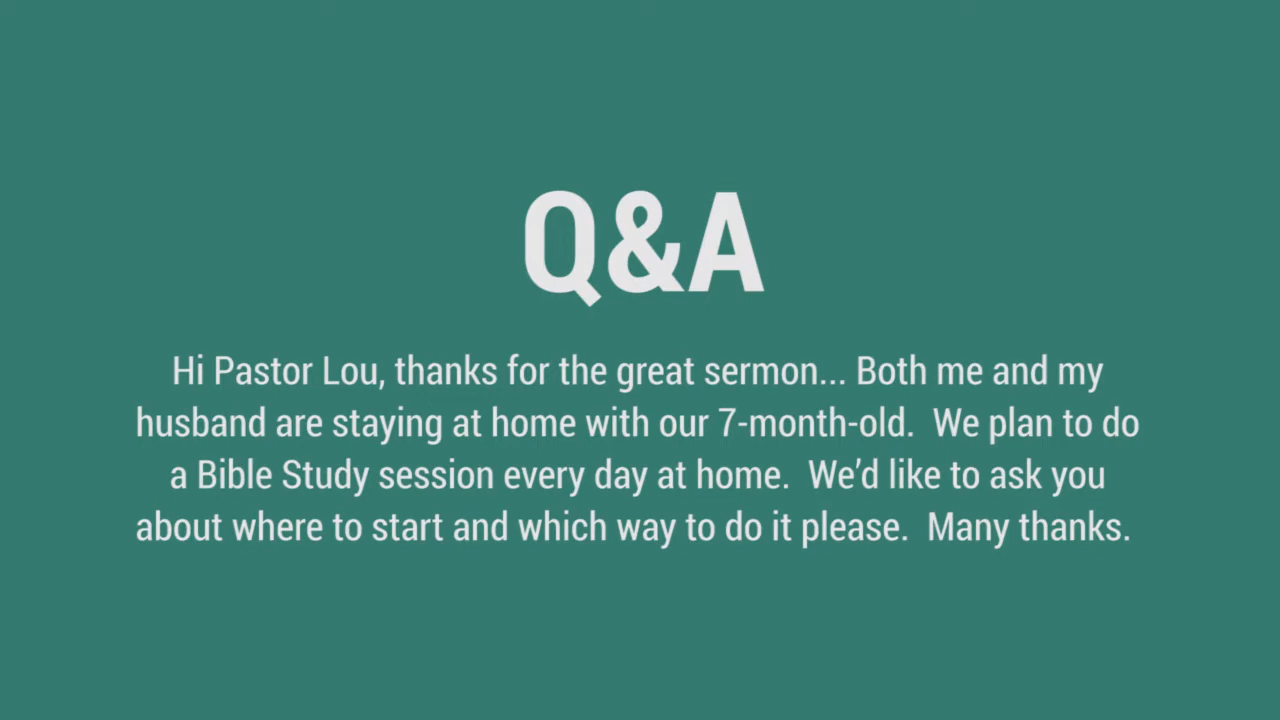 Q&A
Hi Pastor Lou, thanks for the great sermon... Both me and my
husband are staying at home with our 7-month-old.  We plan to do
a Bible Study session every day at home.  We’d like to ask you
about where to start and which way to do it please.  Many thanks.